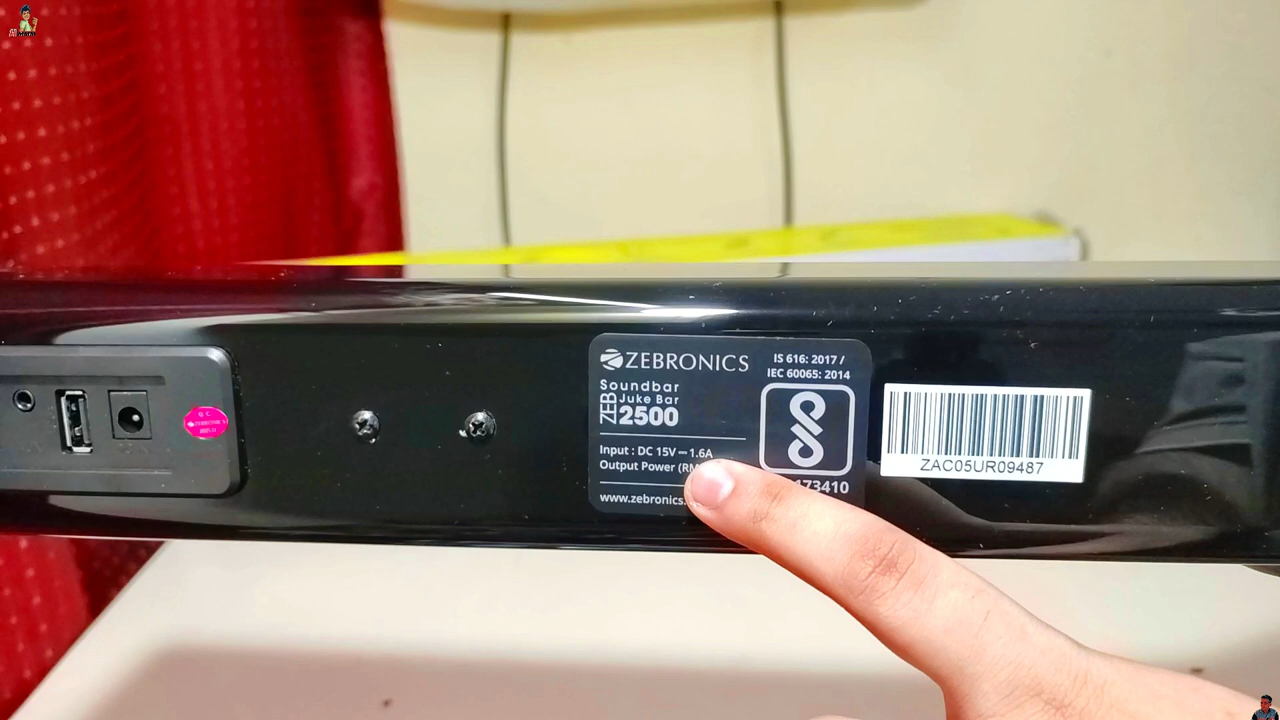 ZEBRONICS
IS 616: 2017 /
IEC 60065: 2014
Soundbar
ZEB Juke Bar
2500
Input : DC 15V ⎓ 1.6A
Output Power (RM
www.zebronics.
173410
ZAC05UR09487
Q C
ZEBRONICS